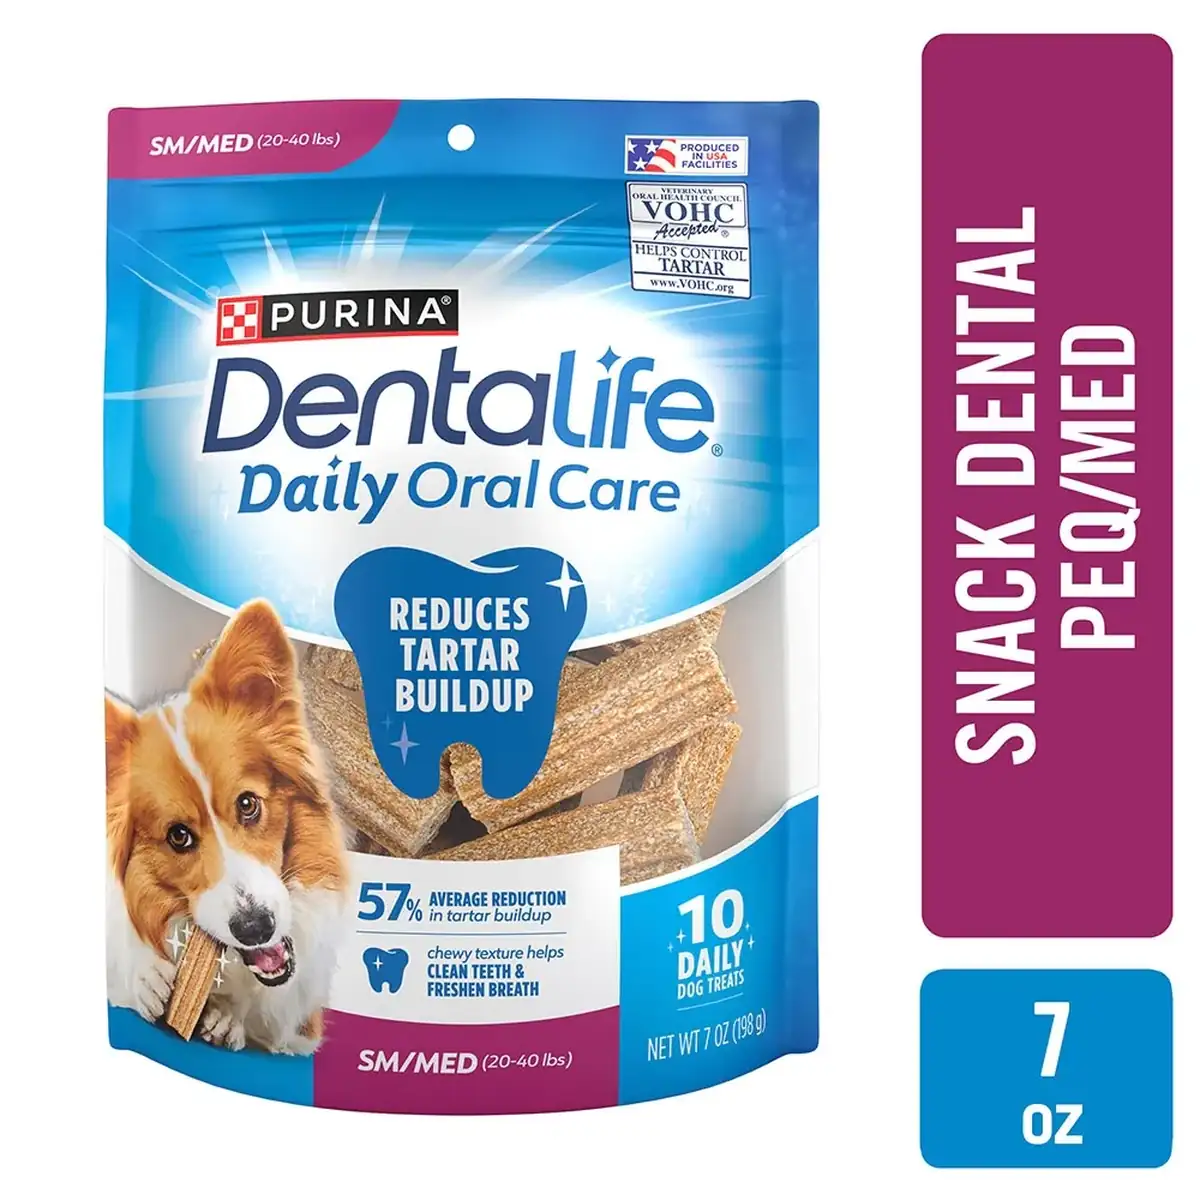 SM/MED (20-40 lbs)
PRODUCED
IN USA
FACILITIES
VETERINARY
ORAL HEALTH COUNCIL
VOHC
Accepted®
HELPS CONTROL
TARTAR
www.VOHC.org
PURINA®
DentaLife®
Daily Oral Care
REDUCES
TARTAR
BUILDUP
57% AVERAGE REDUCTION
in tartar buildup
chewy texture helps
CLEAN TEETH &
FRESHEN BREATH
10
DAILY
DOG TREATS
NET WT 7 OZ (198 g)
SM/MED (20-40 lbs)
SNACK DENTAL
PEQ/MED
7
OZ